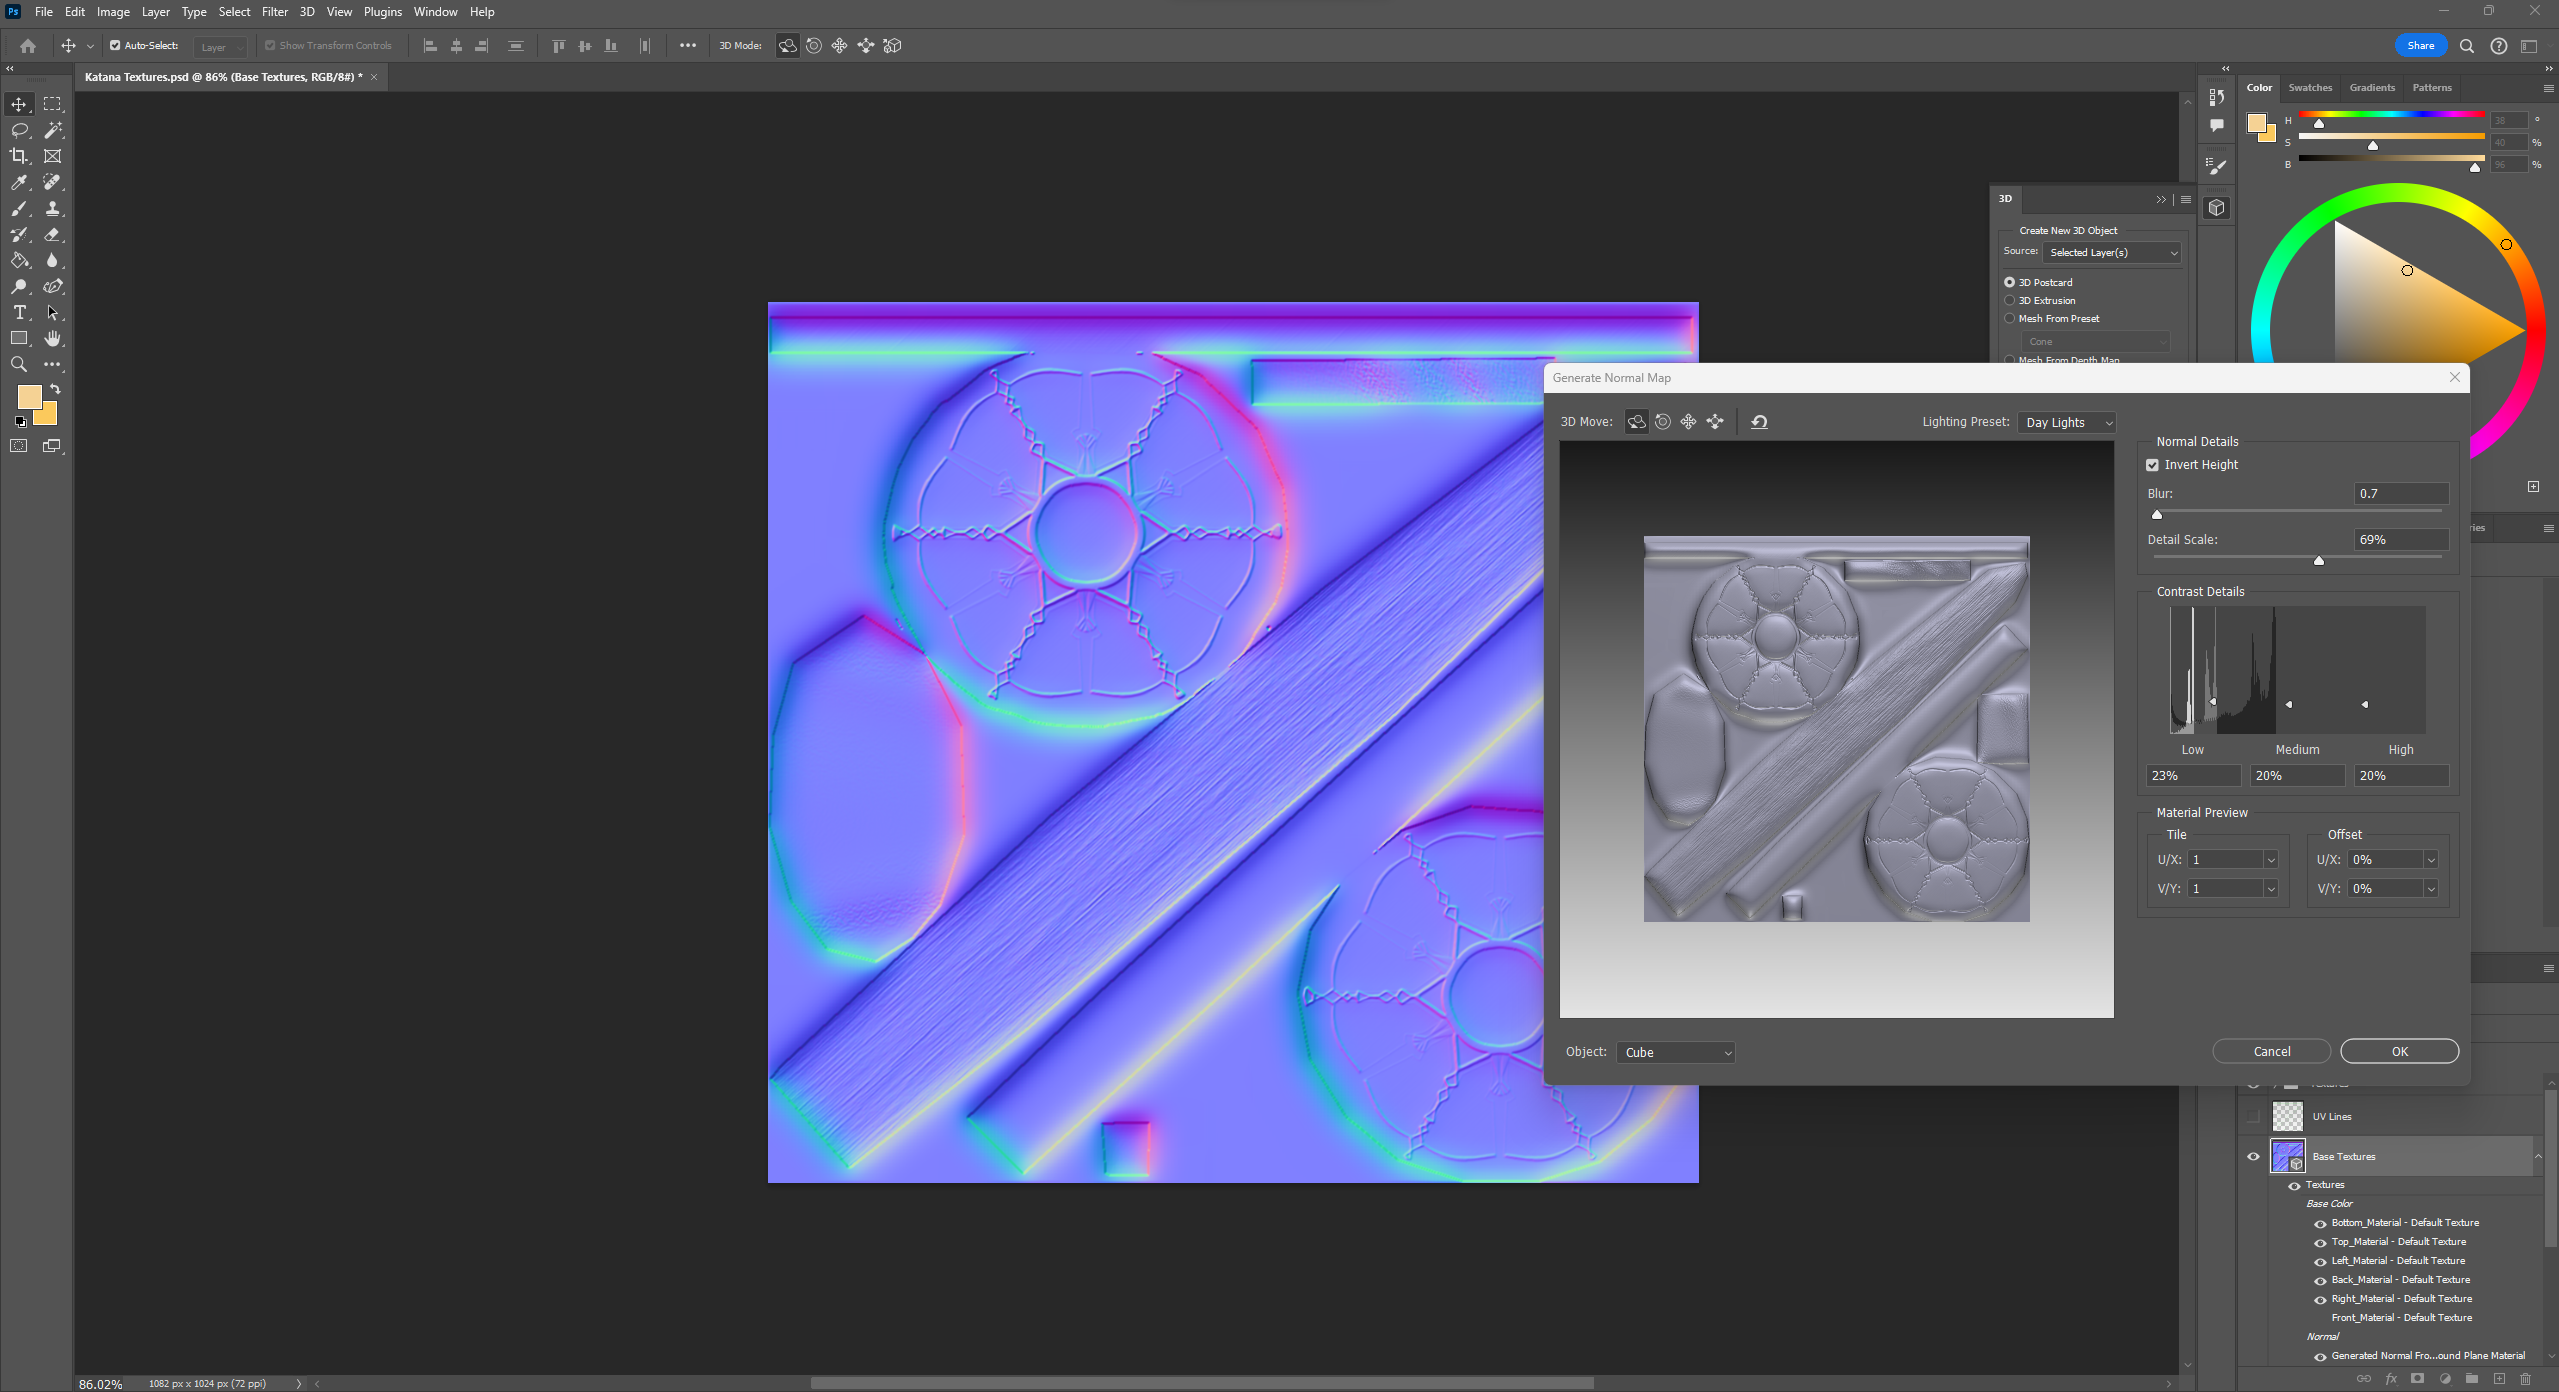 Ps File Edit Image Layer Type Select Filter 3D View Plugins Window Help
Auto-Select: Layer Show Transform Controls 3D Mode: Share
Katana Textures.psd @ 86% (Base Textures, RGB/8#) *
Color Swatches Gradients Patterns
H 38 °
S 40 %
B 96 %
3D
Create New 3D Object
Source: Selected Layer(s)
3D Postcard
3D Extrusion
Mesh From Preset
Cone
Mesh From Depth Map
Generate Normal Map
3D Move: Lighting Preset: Day Lights
Normal Details
Invert Height
Blur: 0.7
Detail Scale: 69%
Contrast Details
Low Medium High
23% 20% 20%
Material Preview
Tile Offset
U/X: 1 U/X: 0%
V/Y: 1 V/Y: 0%
Object: Cube
Cancel OK
Textures
UV Lines
Base Textures
Textures
Base Color
Bottom_Material - Default Texture
Top_Material - Default Texture
Left_Material - Default Texture
Back_Material - Default Texture
Right_Material - Default Texture
Front_Material - Default Texture
Normal
Generated Normal Fro...ound Plane Material
86.02% 1082 px x 1024 px (72 ppi)
fx